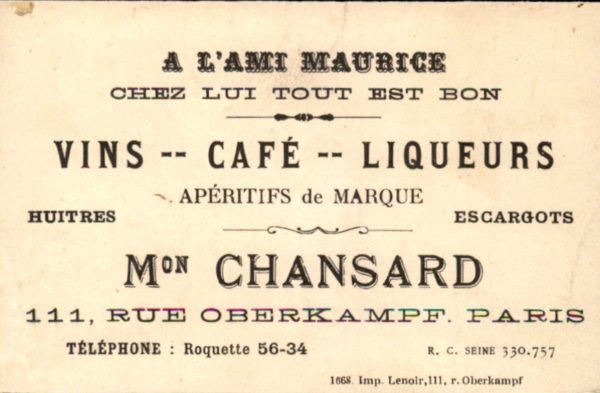 A L'AMI MAURICE
CHEZ LUI TOUT EST BON
VINS -- CAFÉ -- LIQUEURS
APÉRITIFS de MARQUE
HUITRES ESCARGOTS
Mon CHANSARD
111, RUE OBERKAMPF. PARIS
TÉLÉPHONE : Roquette 56-34 R. C. SEINE 330.757
1668. Imp. Lenoir,111, r. Oberkampf